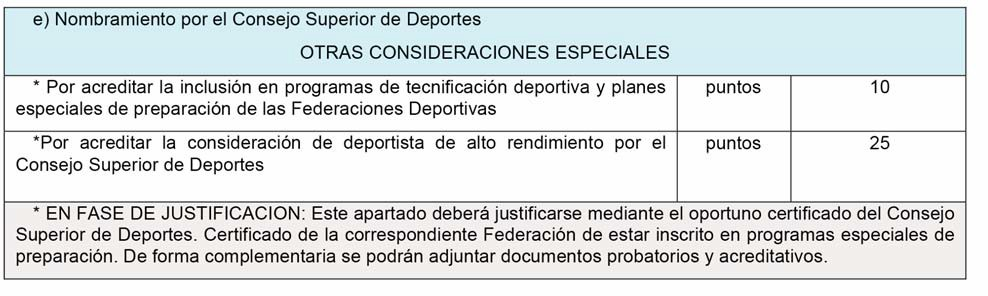 e) Nombramiento por el Consejo Superior de Deportes
OTRAS CONSIDERACIONES ESPECIALES
* Por acreditar la inclusión en programas de tecnificación deportiva y planes
especiales de preparación de las Federaciones Deportivas
puntos
10
*Por acreditar la consideración de deportista de alto rendimiento por el
Consejo Superior de Deportes
puntos
25
* EN FASE DE JUSTIFICACION: Este apartado deberá justificarse mediante el oportuno certificado del Consejo
Superior de Deportes. Certificado de la correspondiente Federación de estar inscrito en programas especiales de
preparación. De forma complementaria se podrán adjuntar documentos probatorios y acreditativos.